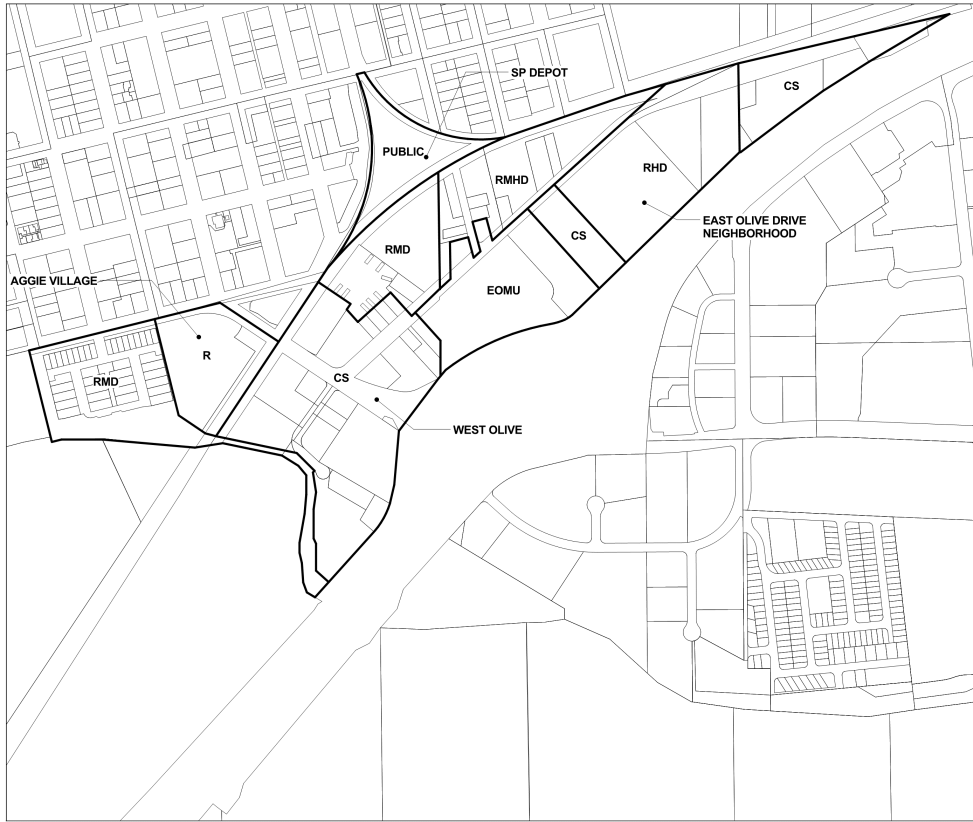 SP DEPOT
CS
PUBLIC
RMHD
RHD
EAST OLIVE DRIVE
NEIGHBORHOOD
CS
RMD
AGGIE VILLAGE
EOMU
R
RMD
CS
WEST OLIVE